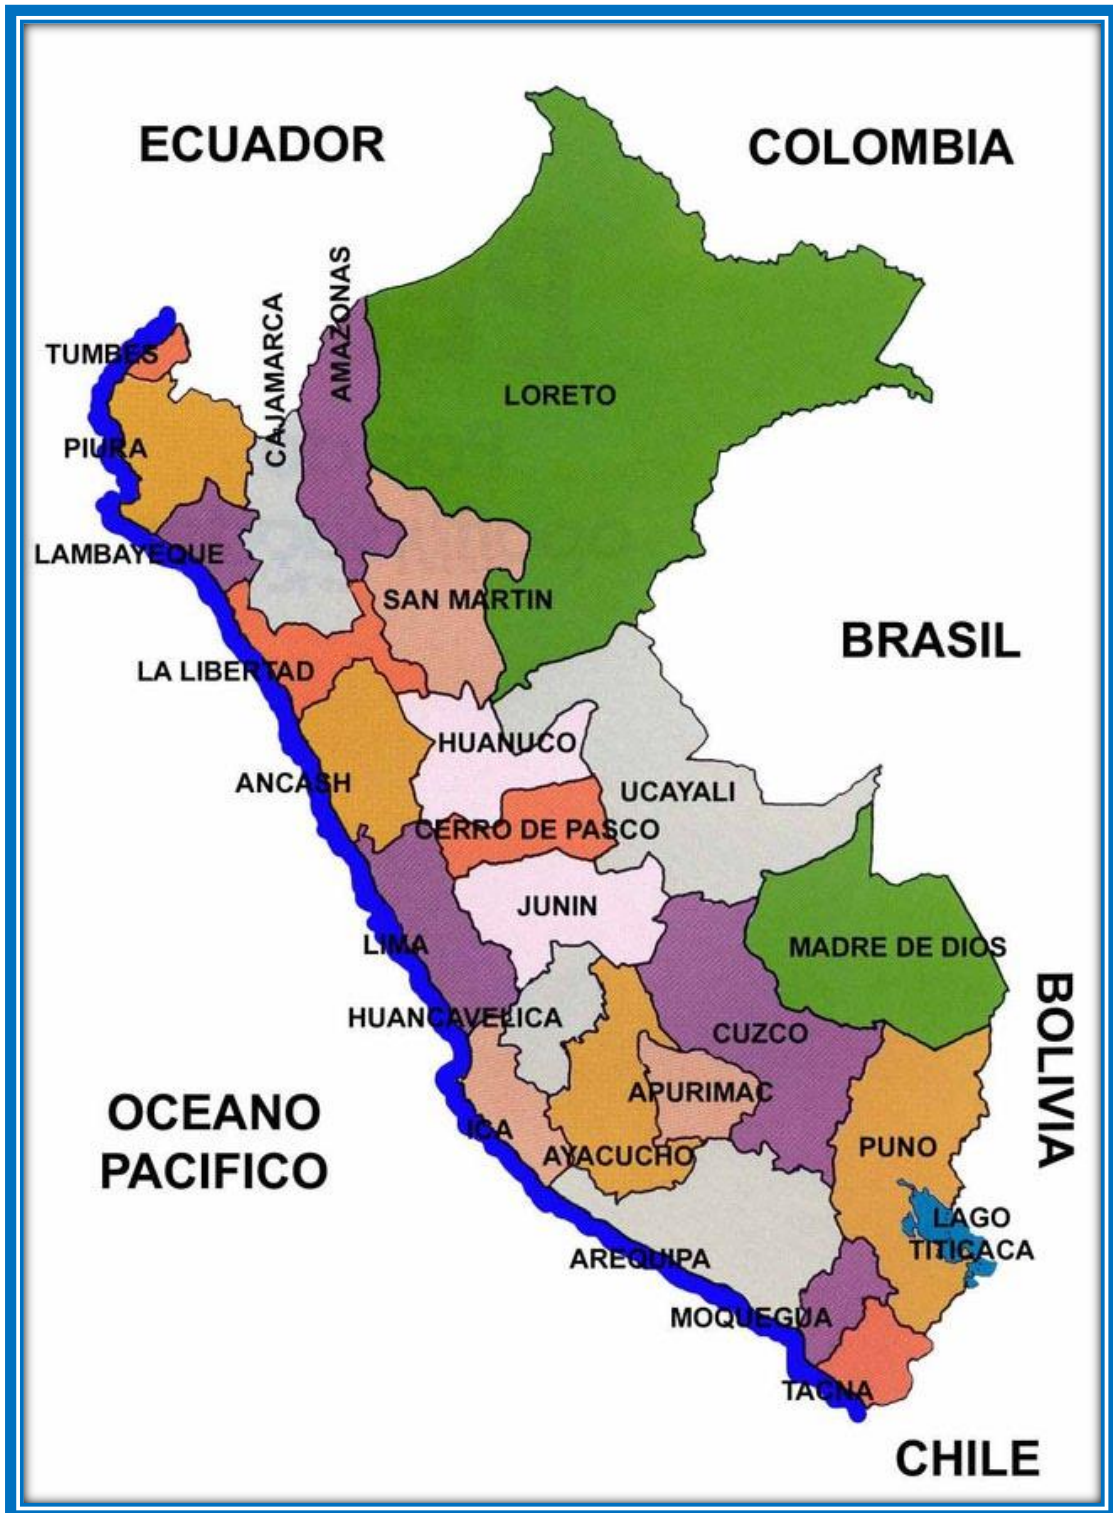 ECUADOR
COLOMBIA
AMAZONAS
CAJAMARCA
TUMBES
LORETO
PIURA
LAMBAYEQUE
SAN MARTIN
BRASIL
LA LIBERTAD
HUANUCO
ANCASH
UCAYALI
CERRO DE PASCO
JUNIN
LIMA
MADRE DE DIOS
HUANCAVELICA
CUZCO
BOLIVIA
APURIMAC
OCEANO
PACIFICO
ICA
AYACUCHO
PUNO
LAGO
TITICACA
AREQUIPA
MOQUEGUA
TACNA
CHILE